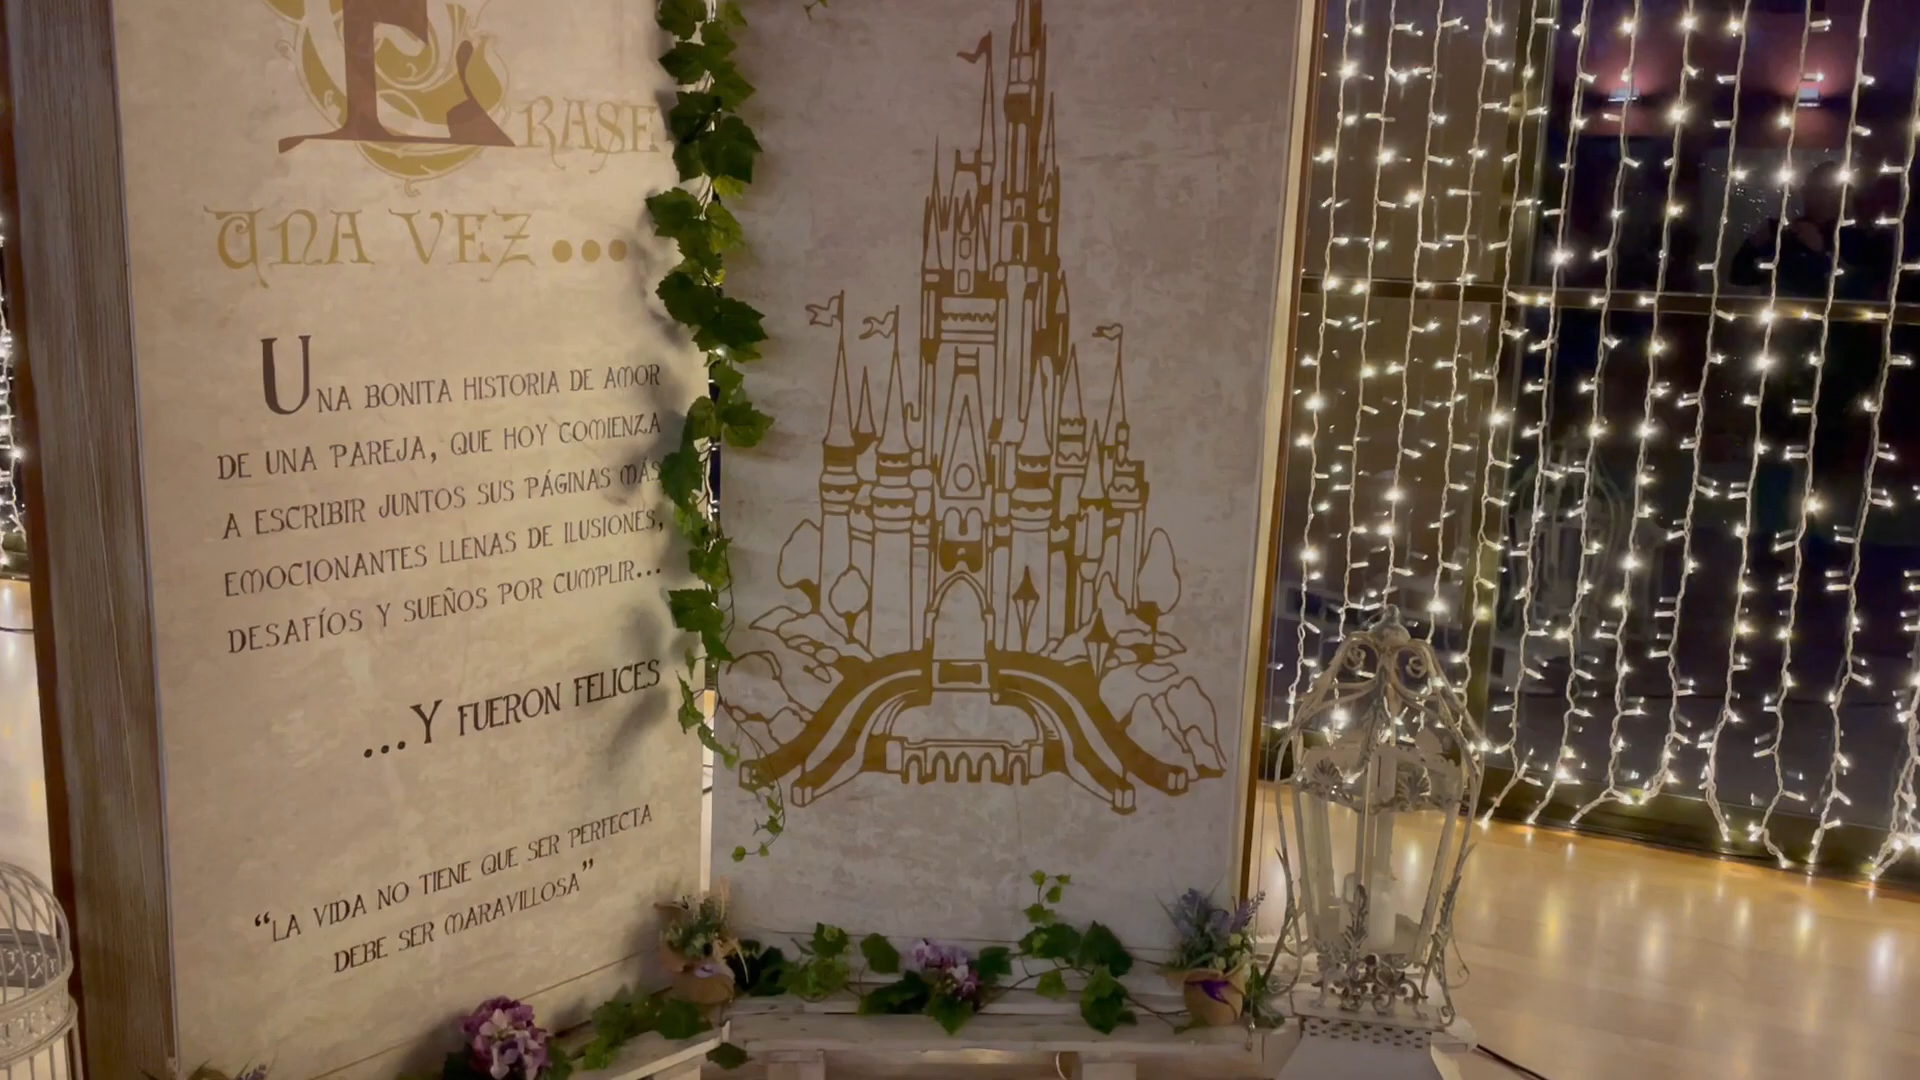 ERASE
UNA VEZ...
UNA BONITA HISTORIA DE AMOR
DE UNA PAREJA, QUE HOY COMIENZA
A ESCRIBIR JUNTOS SUS PÁGINAS MÁS
EMOCIONANTES LLENAS DE ILUSIONES,
DESAFÍOS Y SUEÑOS POR CUMPLIR...
...Y FUERON FELICES
“LA VIDA NO TIENE QUE SER PERFECTA
DEBE SER MARAVILLOSA”